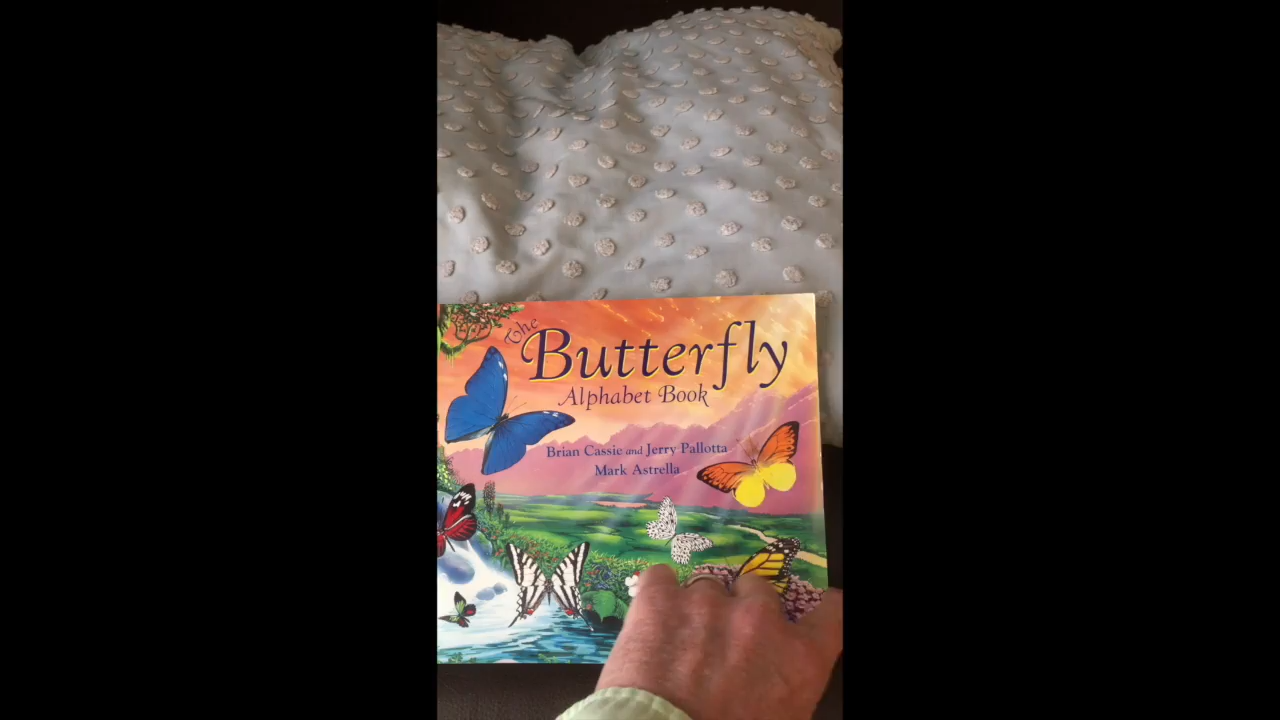 The
Butterfly
Alphabet Book
Brian Cassie and Jerry Pallotta
Mark Astrella